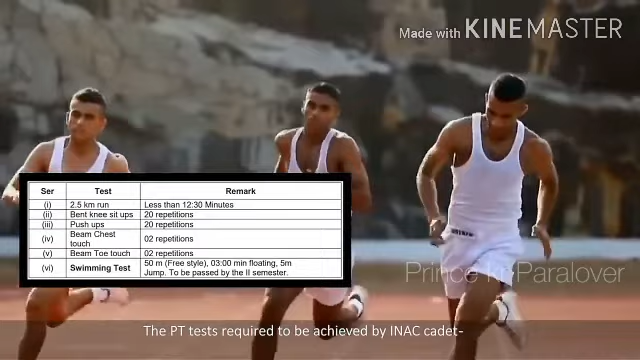 Made with KINEMASTER
Ser Test Remark
(i) 2.5 km run Less than 12:30 Minutes
(ii) Bent knee sit ups 20 repetitions
(iii) Push ups 20 repetitions
(iv) Beam Chest touch 02 repetitions
(v) Beam Toe touch 02 repetitions
(vi) Swimming Test 50 m (Free style), 03:00 min floating, 5m
Jump. To be passed by the II semester.
Paralover
The PT tests required to be achieved by INAC cadet-